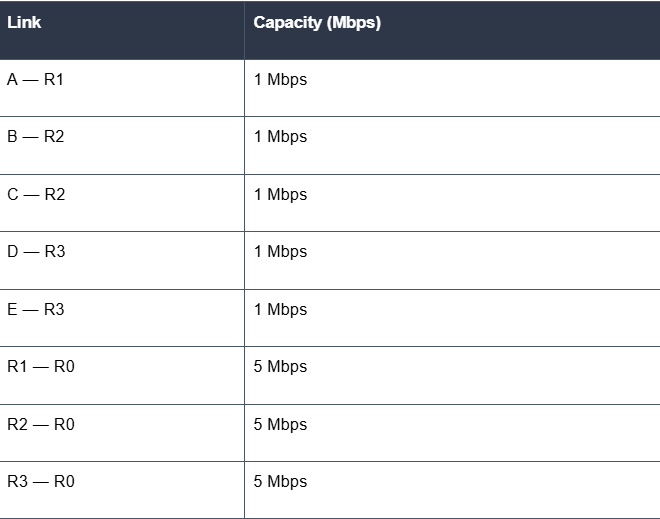 Link Capacity (Mbps)
A — R1 1 Mbps
B — R2 1 Mbps
C — R2 1 Mbps
D — R3 1 Mbps
E — R3 1 Mbps
R1 — R0 5 Mbps
R2 — R0 5 Mbps
R3 — R0 5 Mbps